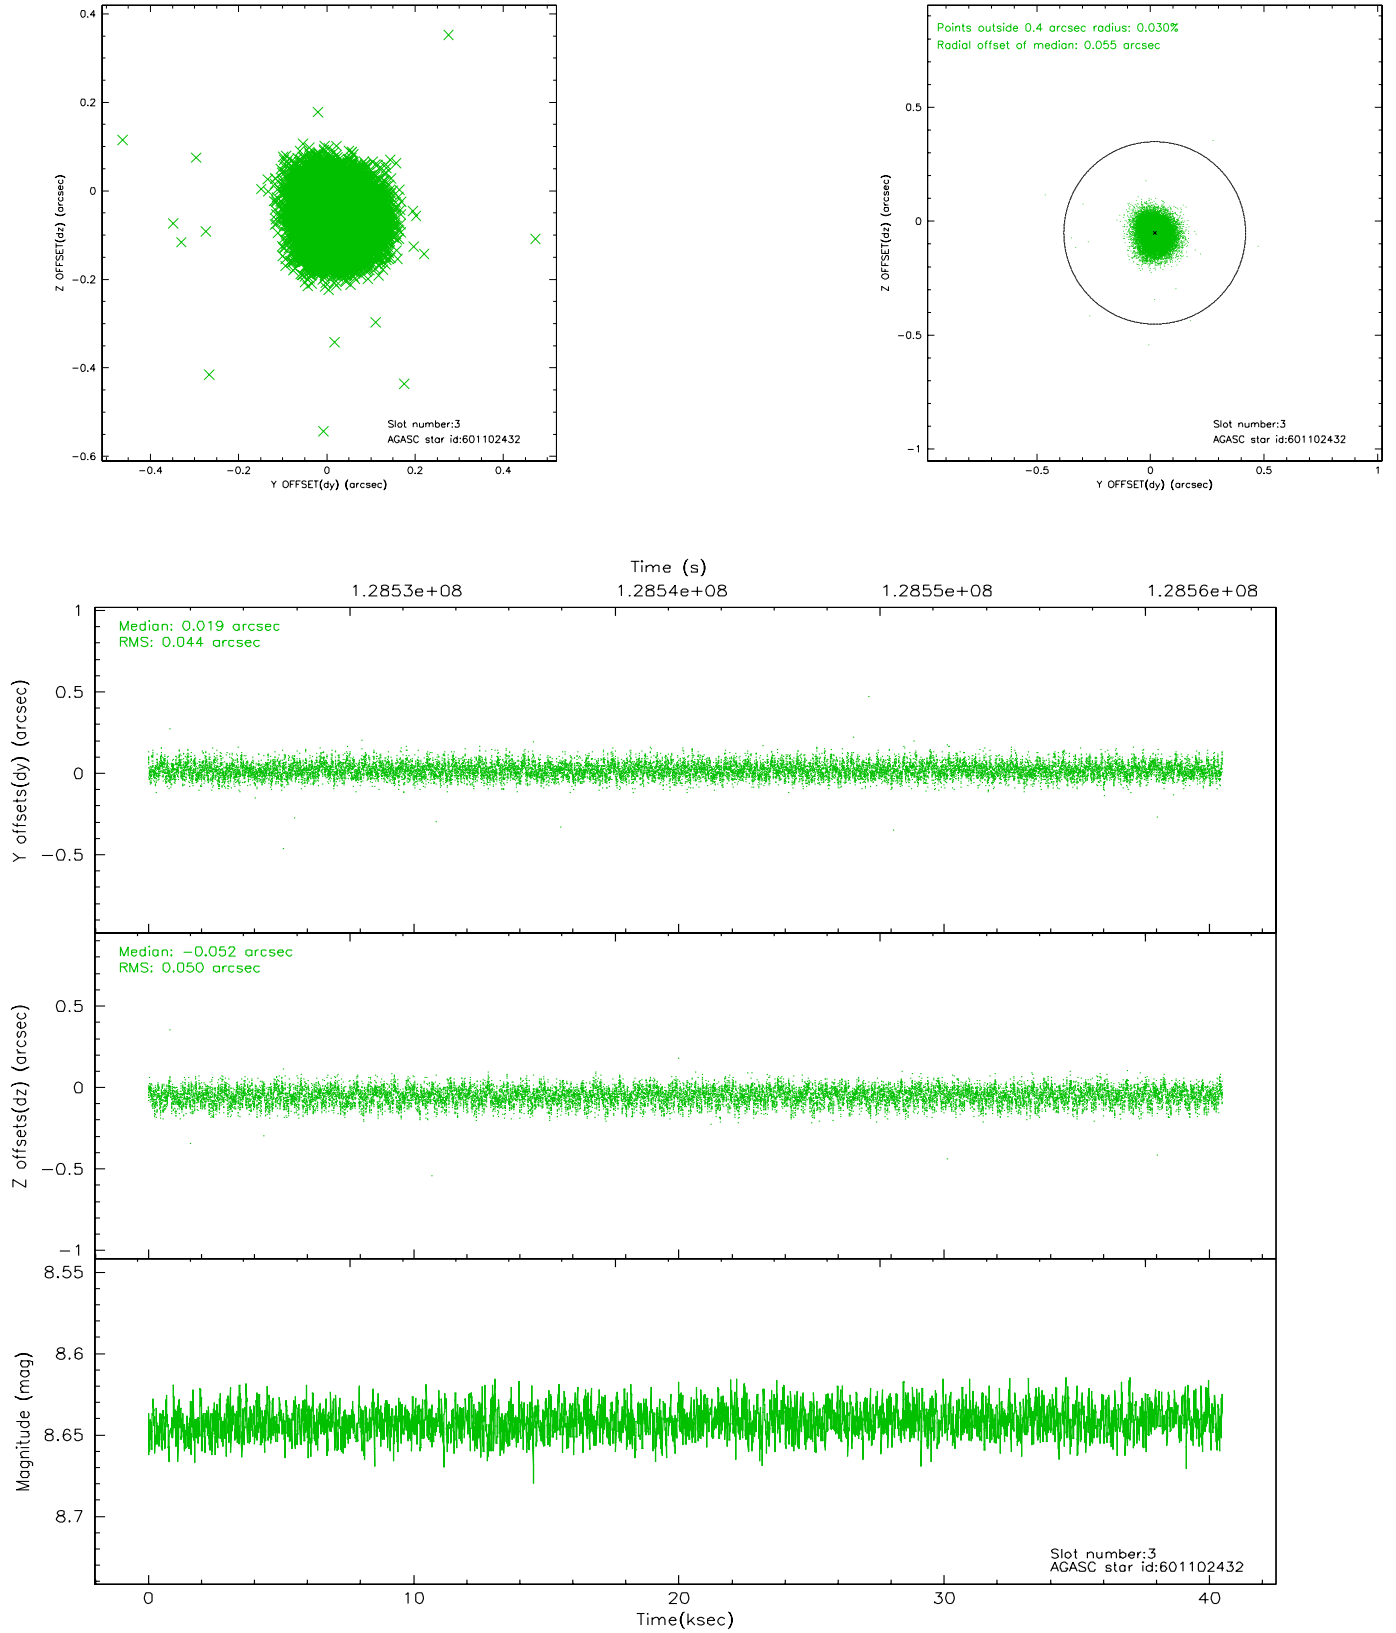 0.4
0.2
0
−0.2
−0.4
−0.6
Z OFFSET(dz) (arcsec)
Slot number:3
AGASC star id:601102432
−0.4
−0.2
0
0.2
0.4
Y OFFSET(dy) (arcsec)
Points outside 0.4 arcsec radius: 0.030%
Radial offset of median: 0.055 arcsec
0.5
0
−0.5
−1
Z OFFSET(dz) (arcsec)
Slot number:3
AGASC star id:601102432
−0.5
0
0.5
1
Y OFFSET(dy) (arcsec)
Time (s)
1.2853e+08
1.2854e+08
1.2855e+08
1.2856e+08
Median: 0.019 arcsec
RMS: 0.044 arcsec
1
0.5
0
−0.5
Y offsets(dy) (arcsec)
Median: −0.052 arcsec
RMS: 0.050 arcsec
0.5
0
−0.5
−1
Z offsets(dz) (arcsec)
8.55
8.6
8.65
8.7
Magnitude (mag)
Slot number:3
AGASC star id:601102432
0
10
20
30
40
Time(ksec)